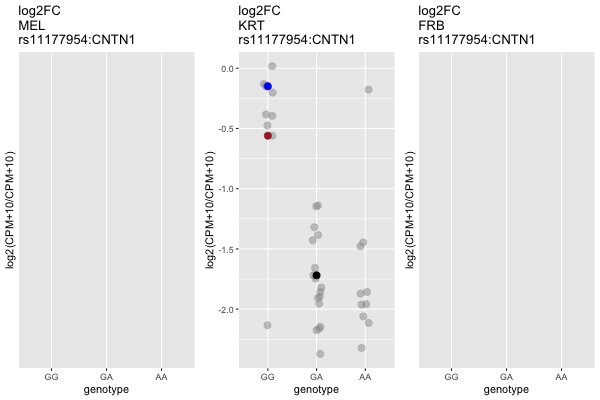 log2FC
MEL
rs11177954:CNTN1
log2(CPM+10/CPM+10)
GG GA AA
genotype
log2FC
KRT
rs11177954:CNTN1
log2(CPM+10/CPM+10)
0.0
-0.5
-1.0
-1.5
-2.0
GG GA AA
genotype
log2FC
FRB
rs11177954:CNTN1
log2(CPM+10/CPM+10)
GG GA AA
genotype